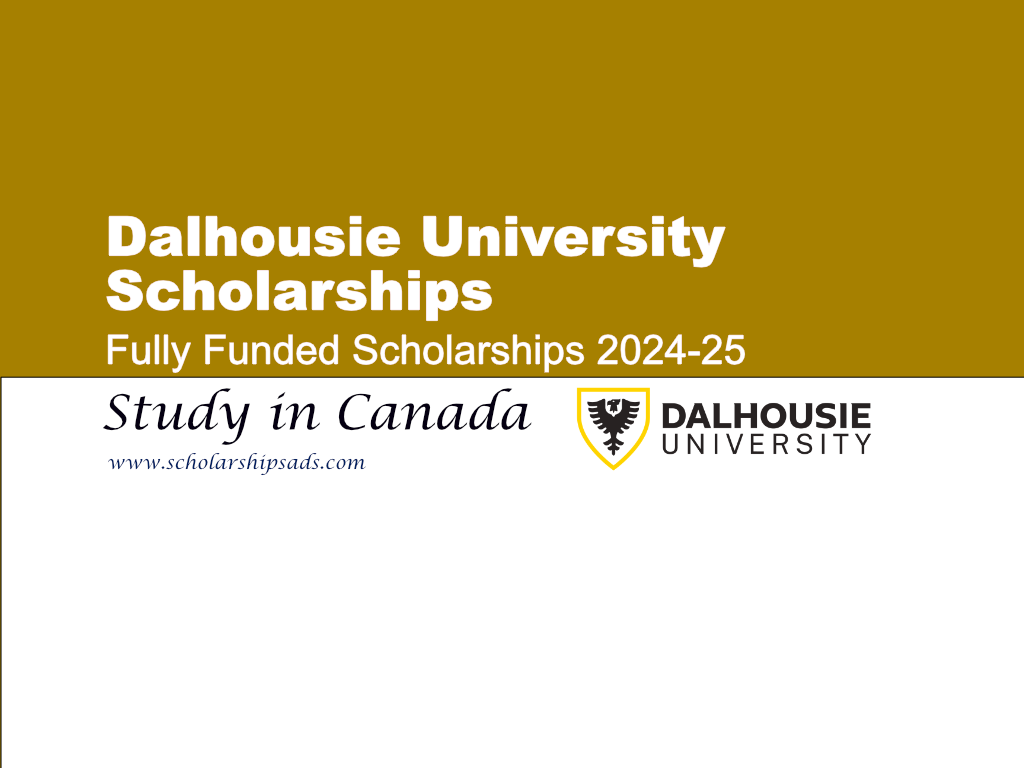 Dalhousie University
Scholarships
Fully Funded Scholarships 2024-25
Study in Canada
www.scholarshipsads.com
DALHOUSIE
UNIVERSITY